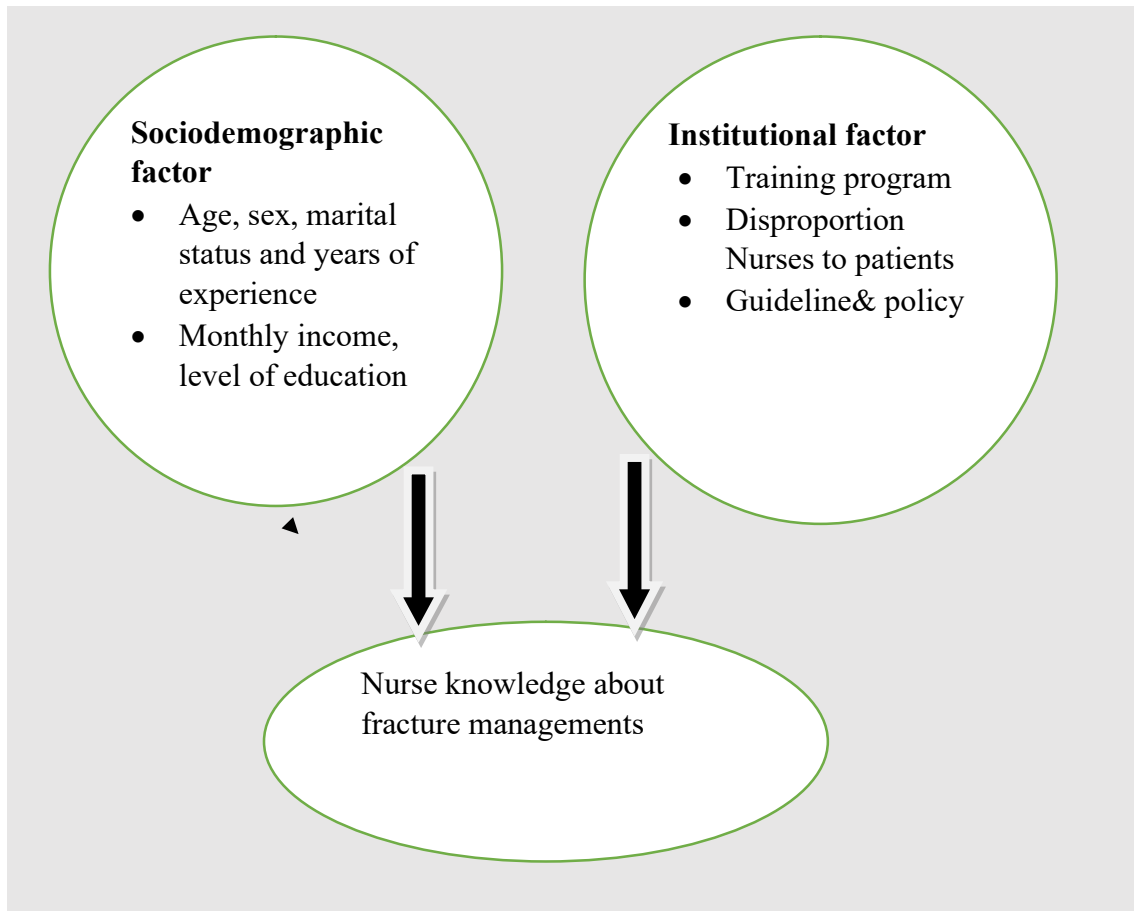 Sociodemographic
factor
• Age, sex, marital
status and years of
experience
• Monthly income,
level of education
Institutional factor
• Training program
• Disproportion
Nurses to patients
• Guideline& policy
Nurse knowledge about
fracture managements